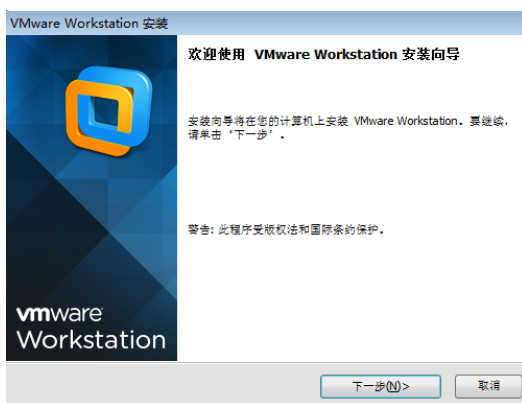 VMware Workstation 安装
欢迎使用 VMware Workstation 安装向导
安装向导将在您的计算机上安装 VMware Workstation。要继续，
请单击‘下一步’。
警告: 此程序受版权法和国际条约保护。
vmware
Workstation
下一步(N)>
取消